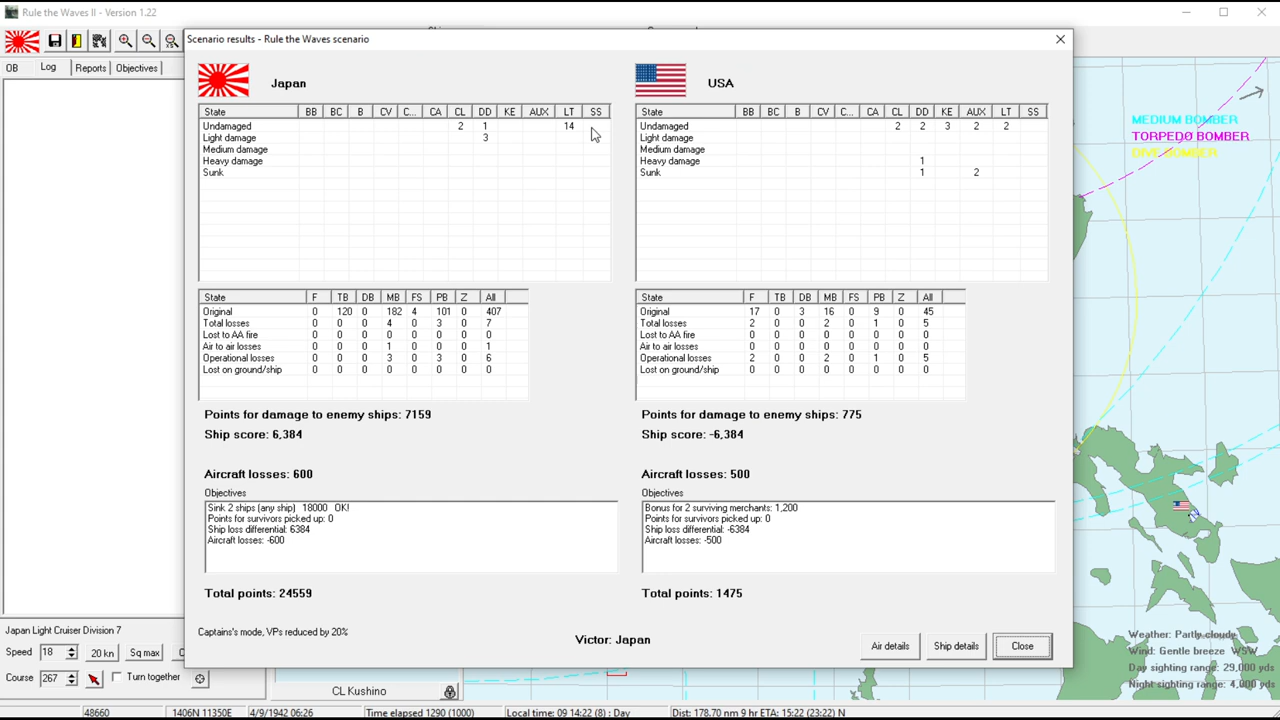 Rule the Waves II - Version 1.22
Scenario results - Rule the Waves scenario
OB Log Reports Objectives
Japan
State BB BC B CV C... CA CL DD KE AUX LT SS
Undamaged 2 1 14
Light damage 3
Medium damage
Heavy damage
Sunk
State F TB DB MB FS PB Z All
Original 0 120 0 182 4 101 0 407
Total losses 0 0 0 4 0 3 0 7
Lost to AA fire 0 0 0 0 0 0 0 0
Air to air losses 0 0 0 1 0 0 0 1
Operational losses 0 0 0 3 0 3 0 6
Lost on ground/ship 0 0 0 0 0 0 0 0
Points for damage to enemy ships: 7159
Ship score: 6,384
Aircraft losses: 600
Objectives
Sink 2 ships (any ship) 18000 OK!
Points for survivors picked up: 0
Ship loss differential: 6384
Aircraft losses: -600
Total points: 24559
Captains's mode, VPs reduced by 20%
USA
State BB BC B CV C... CA CL DD KE AUX LT SS
Undamaged 2 2 3 2 2
Light damage
Medium damage
Heavy damage 1
Sunk 1 2
State F TB DB MB FS PB Z All
Original 17 0 3 16 0 9 0 45
Total losses 2 0 0 2 0 1 0 5
Lost to AA fire 0 0 0 0 0 0 0 0
Air to air losses 0 0 0 0 0 0 0 0
Operational losses 2 0 0 2 0 1 0 5
Lost on ground/ship 0 0 0 0 0 0 0 0
Points for damage to enemy ships: 775
Ship score: -6,384
Aircraft losses: 500
Objectives
Bonus for 2 surviving merchants: 1,200
Points for survivors picked up: 0
Ship loss differential: -6384
Aircraft losses: -500
Total points: 1475
Victor: Japan
Air details Ship details Close
MEDIUM BOMBER
TORPEDO BOMBER
DIVE BOMBER
Weather: Partly cloudy
Wind: Gentle breeze WSW
Day sighting range: 29,000 yds
Night sighting range: 4,000 yds
Japan Light Cruiser Division 7
Speed 18 20 kn Sq max
Course 267 Turn together
CL Kushino
48660 1406N 11350E 4/9/1942 06:26 Time elapsed 1290 (1000) Local time: 09 14:22 (8) : Day Dist: 178.70 nm 9 hr ETA: 15:22 (23:22) N